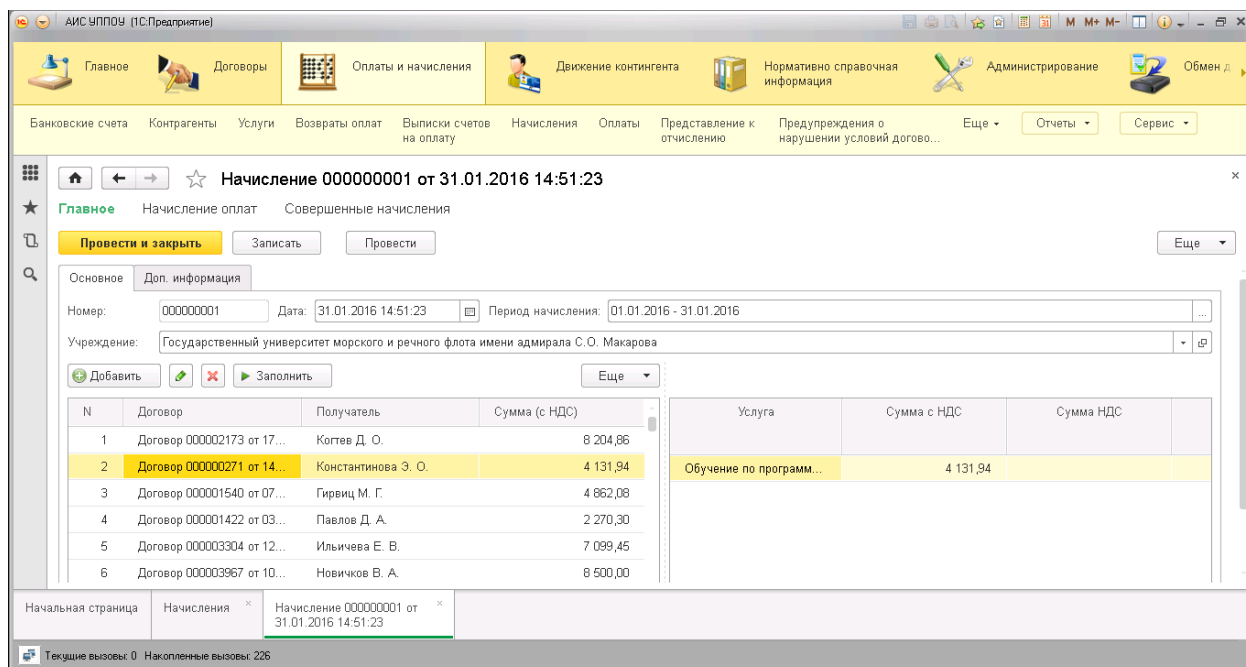 АИС УППОУ (1С:Предприятие)
M M+ M-
Главное Договоры Оплаты и начисления Движение контингента Нормативно справочная информация Администрирование Обмен д
Банковские счета Контрагенты Услуги Возвраты оплат Выписки счетов на оплату Начисления Оплаты Представление к отчислению Предупреждения о нарушении условий догово... Еще Отчеты Сервис
Начисление 000000001 от 31.01.2016 14:51:23
Главное Начисление оплат Совершенные начисления
Провести и закрыть Записать Провести Еще
Основное Доп. информация
Номер: 000000001 Дата: 31.01.2016 14:51:23 Период начисления: 01.01.2016 - 31.01.2016 ...
Учреждение: Государственный университет морского и речного флота имени адмирала С.О. Макарова
Добавить Заполнить Еще
N Договор Получатель Сумма (с НДС) Услуга Сумма с НДС Сумма НДС
1 Договор 000002173 от 17... Когтев Д. О. 8 204,86
2 Договор 000000271 от 14... Константинова Э. О. 4 131,94 Обучение по программ... 4 131,94
3 Договор 000001540 от 07... Гирвиц М. Г. 4 862,08
4 Договор 000001422 от 03... Павлов Д. А. 2 270,30
5 Договор 000003304 от 12... Ильичева Е. В. 7 099,45
6 Договор 000003967 от 10... Новичков В. А. 8 500,00
Начальная страница Начисления Начисление 000000001 от
31.01.2016 14:51:23
Текущие вызовы: 0 Накопленные вызовы: 226